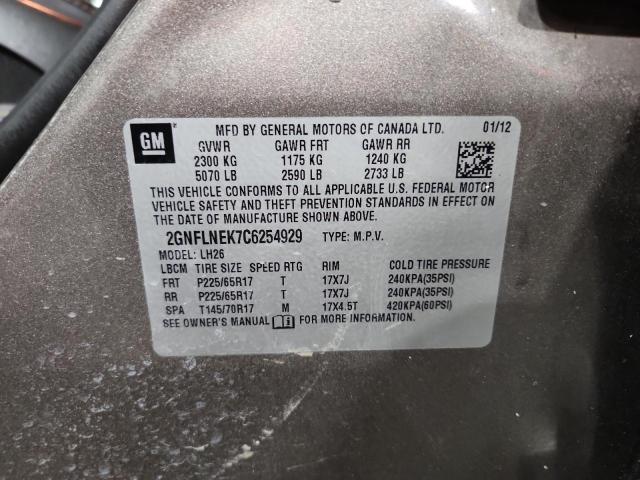 GM
MFD BY GENERAL MOTORS OF CANADA LTD. 01/12
GVWR GAWR FRT GAWR RR
2300 KG 1175 KG 1240 KG
5070 LB 2590 LB 2733 LB
THIS VEHICLE CONFORMS TO ALL APPLICABLE U.S. FEDERAL MOTOR
VEHICLE SAFETY AND THEFT PREVENTION STANDARDS IN EFFECT ON
THE DATE OF MANUFACTURE SHOWN ABOVE.
2GNFLNEK7C6254929 TYPE: M.P.V.
MODEL: LH26
LBCM TIRE SIZE SPEED RTG RIM COLD TIRE PRESSURE
FRT P225/65R17 T 17X7J 240KPA(35PSI)
RR P225/65R17 T 17X7J 240KPA(35PSI)
SPA T145/70R17 M 17X4.5T 420KPA(60PSI)
SEE OWNER'S MANUAL FOR MORE INFORMATION.